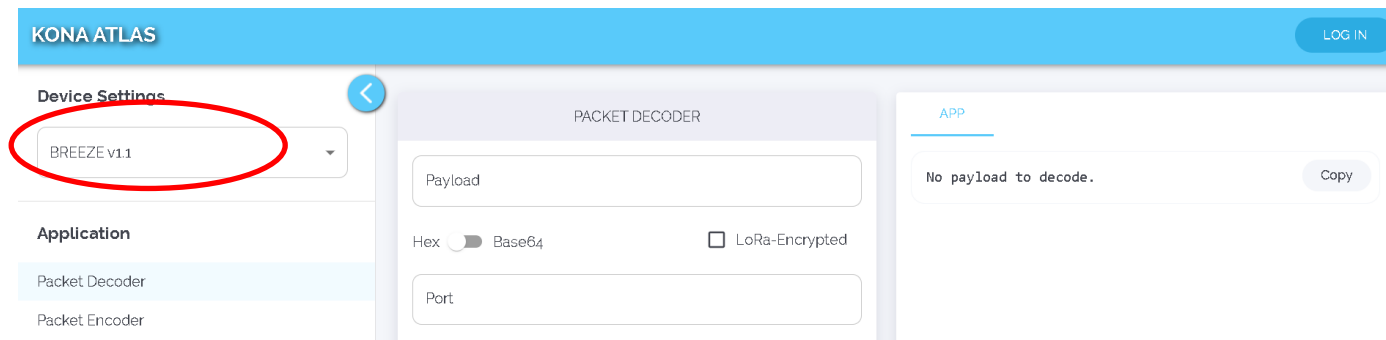 KONA ATLAS
LOG IN
Device Settings
BREEZE v1.1
Application
Packet Decoder
Packet Encoder
PACKET DECODER
Payload
Hex Base64 LoRa-Encrypted
Port
APP
No payload to decode. Copy